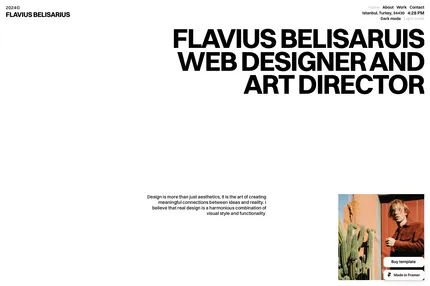 2024©
FLAVIUS BELISARIUS
Home About Work Contact
Istanbul, Turkey, 34430 4:28 PM
Dark mode Light mode
FLAVIUS BELISARUIS
WEB DESIGNER AND
ART DIRECTOR
Design is more than just aesthetics, it is the art of creating
meaningful connections between ideas and reality. I
believe that real design is a harmonious combination of
visual style and functionality
Buy template
Made in Framer